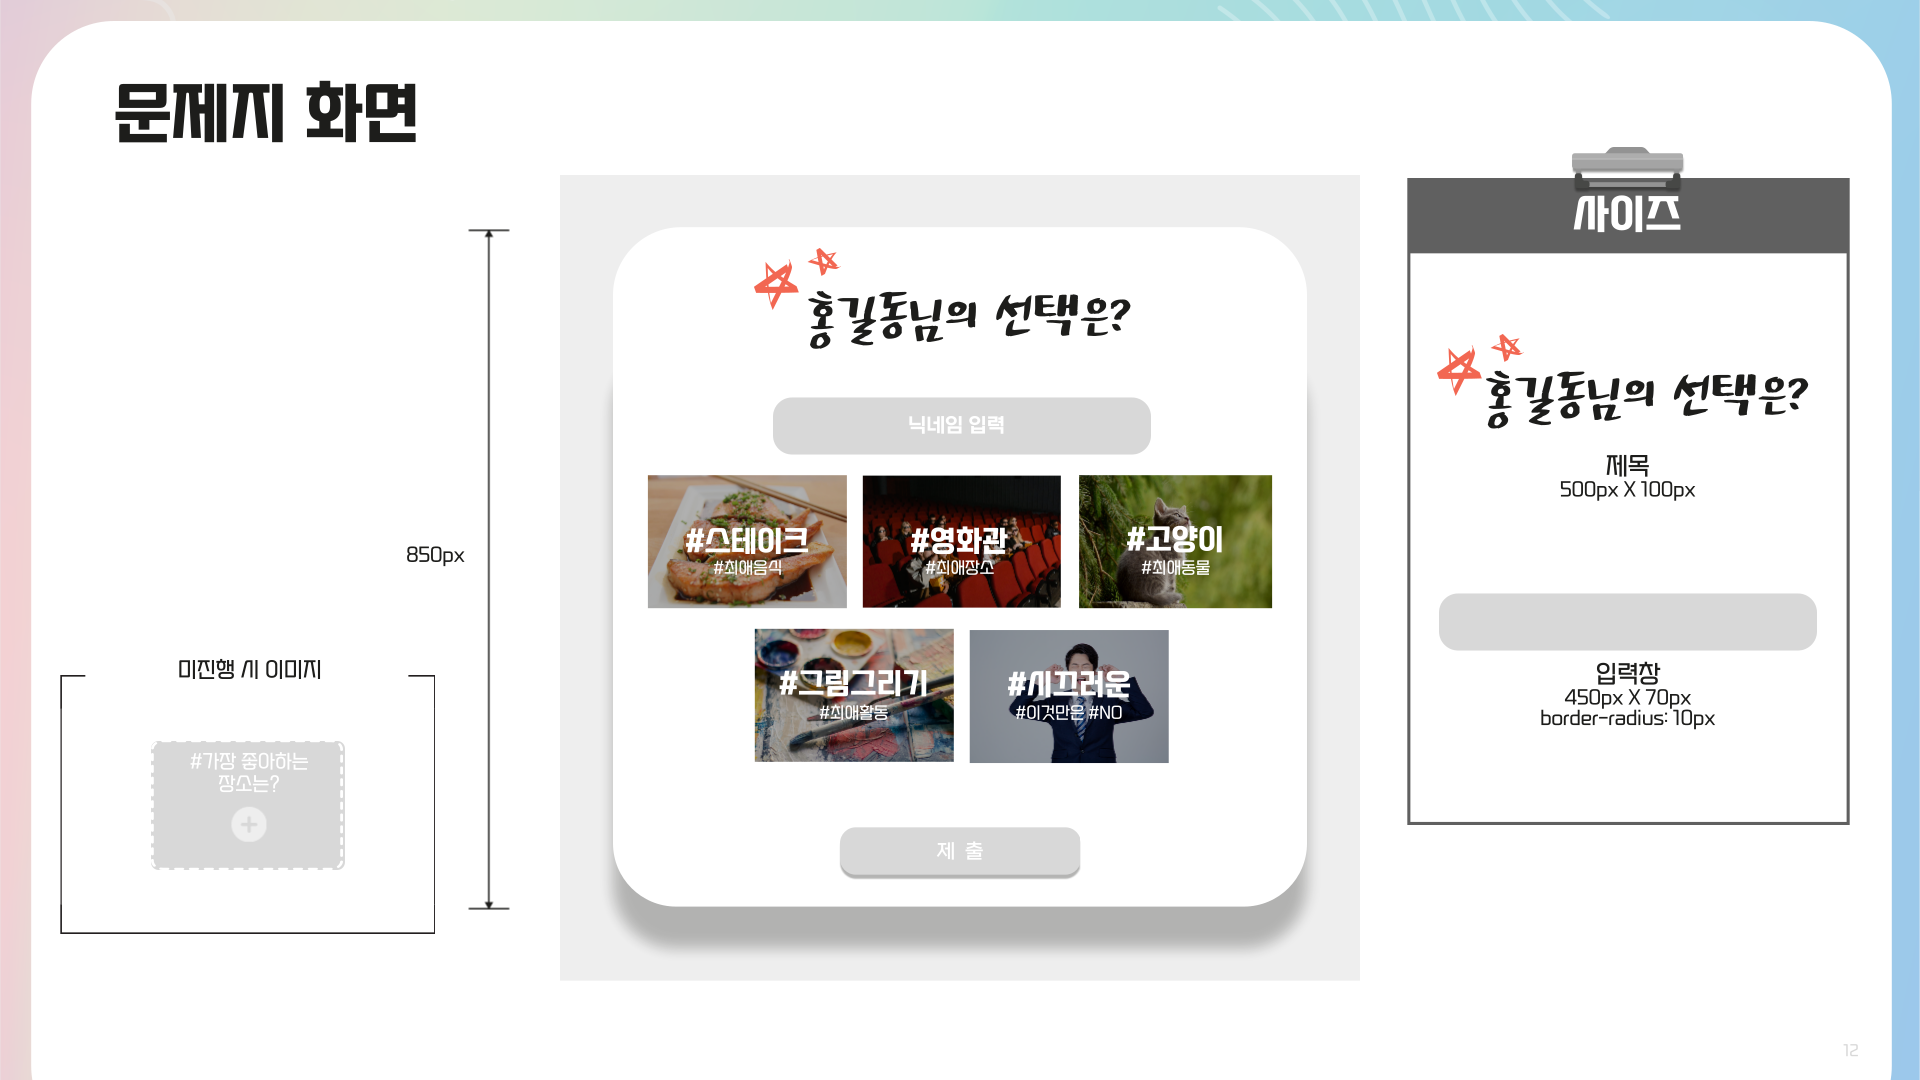 문제지 화면
850px
미진행 시 이미지
#가장 좋아하는
장소는?
홍길동님의 선택은?
닉네임 입력
#스테이크
#최애음식
#영화관
#최애장소
#고양이
#최애동물
#그림그리기
#최애활동
#시끄러운
#이것만은 #NO
제 출
사이즈
홍길동님의 선택은?
제목
500px X 100px
입력창
450px X 70px
border-radius: 10px
12